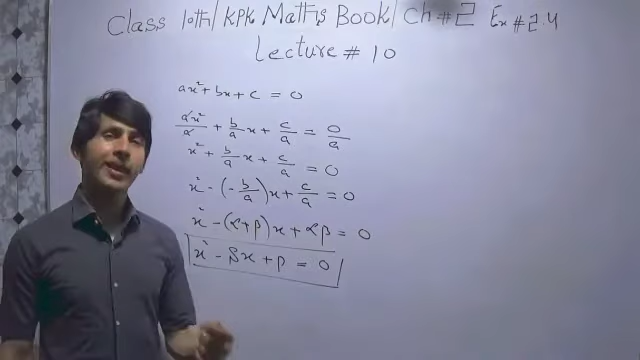 Class 10th/KPK Maths Book/Ch#2 Ex#2.4
Lecture # 10
ax² + bx + c = 0
ax²/a + b/a x + c/a = 0/a
x² + b/a x + c/a = 0
x² - (-b/a)x + c/a = 0
x² - (α+β)x + αβ = 0
x² - Sx + P = 0